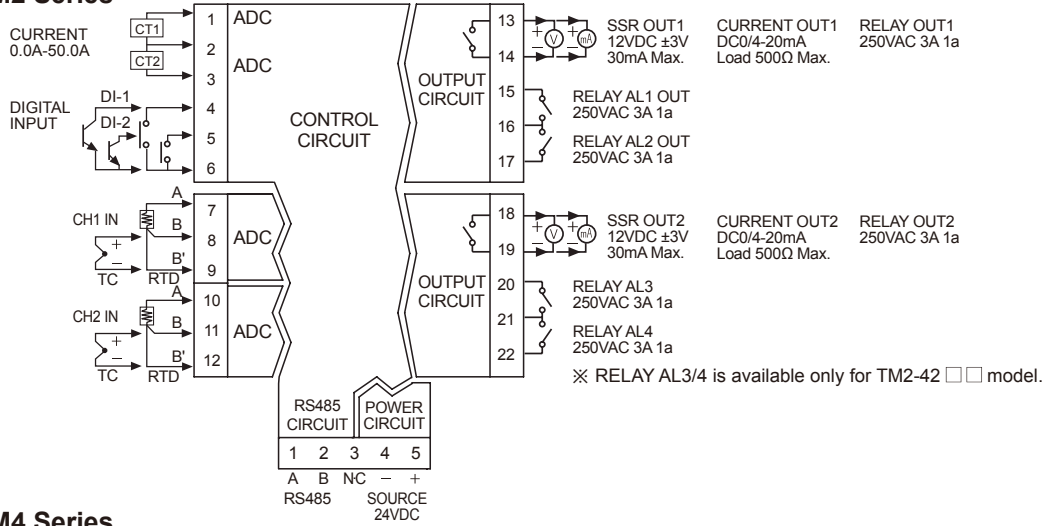 M2 Series
CURRENT
0.0A-50.0A
CT1
CT2
1
2
3
ADC
ADC
DIGITAL
INPUT
DI-1
DI-2
4
5
6
CONTROL
CIRCUIT
OUTPUT
CIRCUIT
13
14
15
16
17
+
−
V
+
−
mA
SSR OUT1
12VDC ±3V
30mA Max.
CURRENT OUT1
DC0/4-20mA
Load 500Ω Max.
RELAY OUT1
250VAC 3A 1a
RELAY AL1 OUT
250VAC 3A 1a
RELAY AL2 OUT
250VAC 3A 1a
CH1 IN
+
−
TC
A
B
B'
RTD
7
8
9
ADC
CH2 IN
+
−
TC
A
B
B'
RTD
10
11
12
ADC
OUTPUT
CIRCUIT
18
19
20
21
22
+
−
V
+
−
mA
SSR OUT2
12VDC ±3V
30mA Max.
CURRENT OUT2
DC0/4-20mA
Load 500Ω Max.
RELAY OUT2
250VAC 3A 1a
RELAY AL3
250VAC 3A 1a
RELAY AL4
250VAC 3A 1a
※ RELAY AL3/4 is available only for TM2-42 □ □ model.
RS485
CIRCUIT
POWER
CIRCUIT
1 2 3 4 5
A B N·C − +
RS485
SOURCE
24VDC
M4 Series